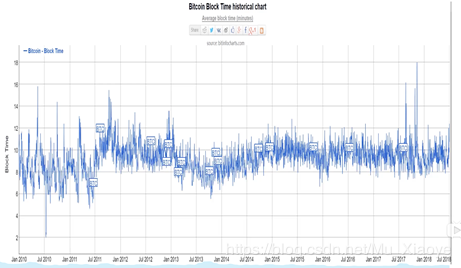 Bitcoin Block Time historical chart
Average block time (minutes)
Share:
source: bitinfocharts.com
Bitcoin - Block Time
18
16
14
12
10
8
6
4
2
Block Time
Jan 2010 Jul 2010 Jan 2011 Jul 2011 Jan 2012 Jul 2012 Jan 2013 Jul 2013 Jan 2014 Jul 2014 Jan 2015 Jul 2015 Jan 2016 Jul 2016 Jan 2017 Jul 2017 Jan 2018 Jul 2018
https://blog.csdn.net/Mu_Xiaoye